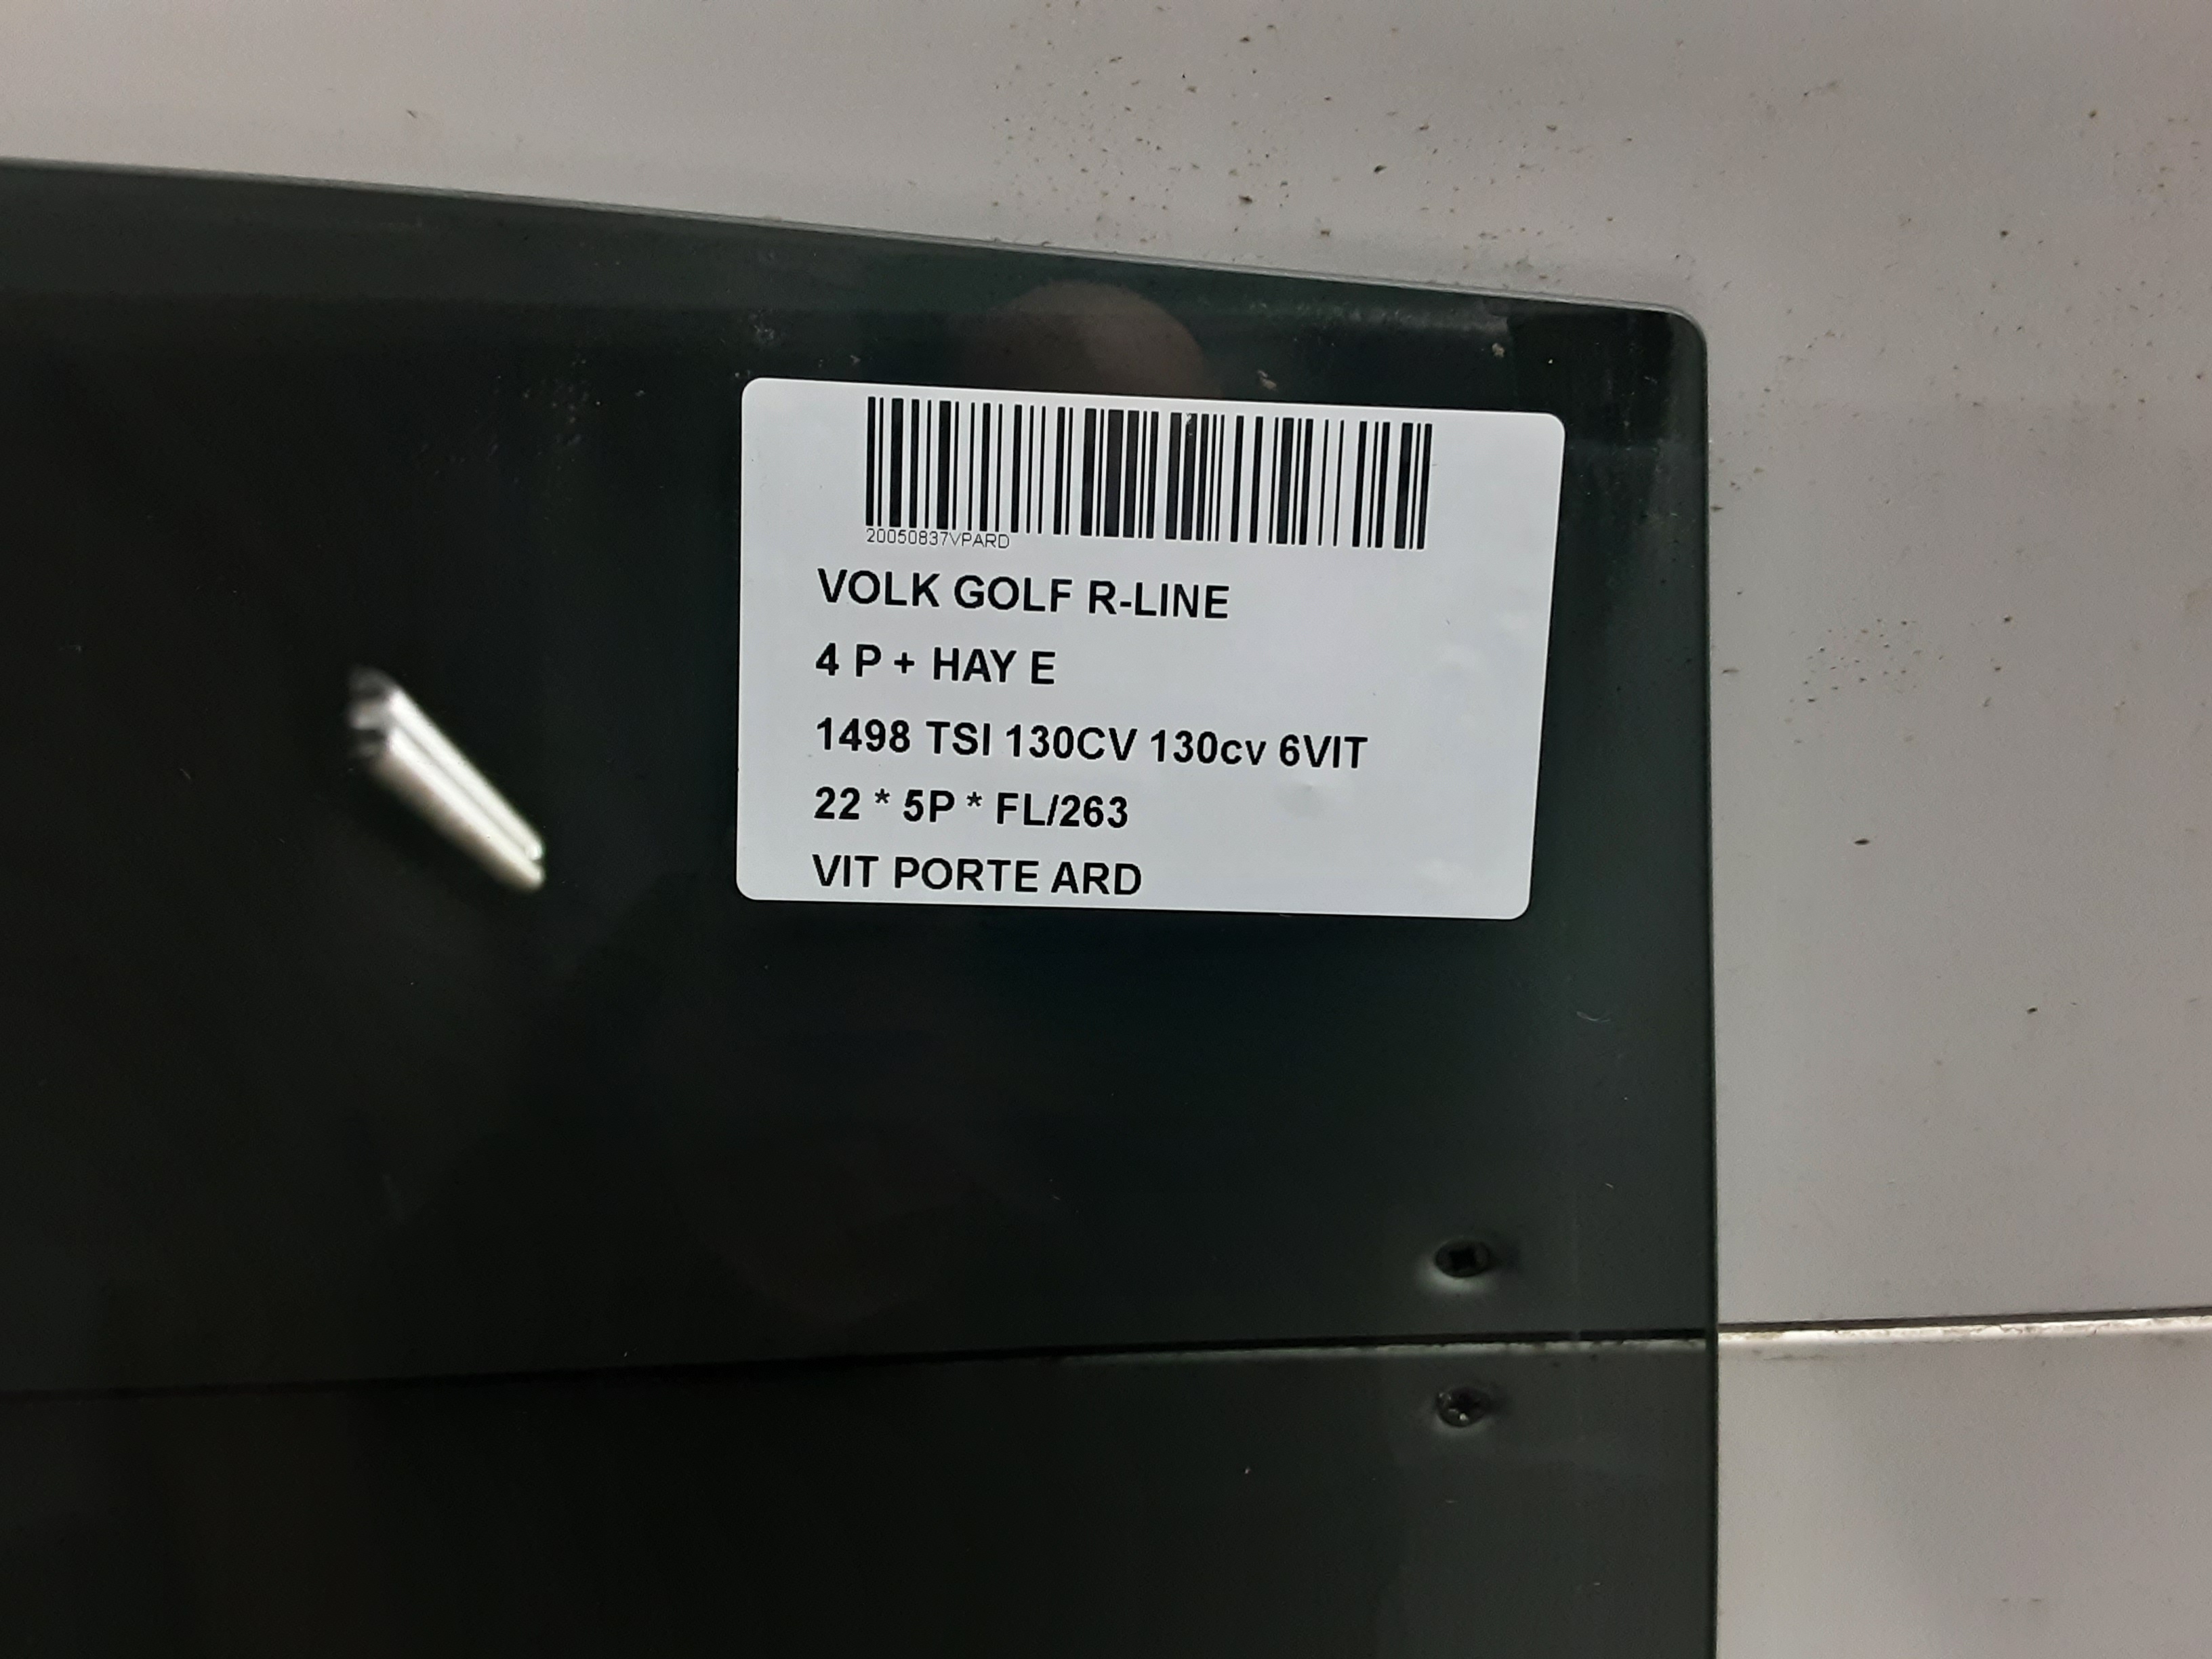 20050837VPARD
VOLK GOLF R-LINE
4 P + HAY E
1498 TSI 130CV 130cv 6VIT
22 * 5P * FL/263
VIT PORTE ARD